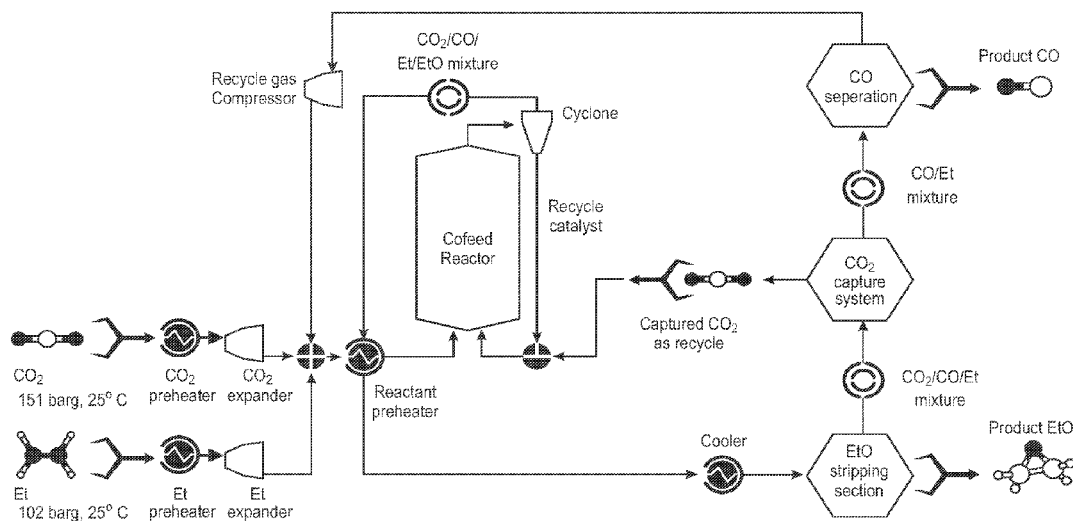 CO2/CO/
Et/EtO mixture
Recycle gas
Compressor
Cyclone
CO
seperation
Product CO
CO/Et
mixture
Recycle
catalyst
Cofeed
Reactor
CO2
capture
system
Captured CO2
as recycle
CO2
151 barg, 25° C
CO2
preheater
CO2
expander
Reactant
preheater
CO2/CO/Et
mixture
Product EtO
Cooler
EtO
stripping
section
Et
102 barg, 25° C
Et
preheater
Et
expander